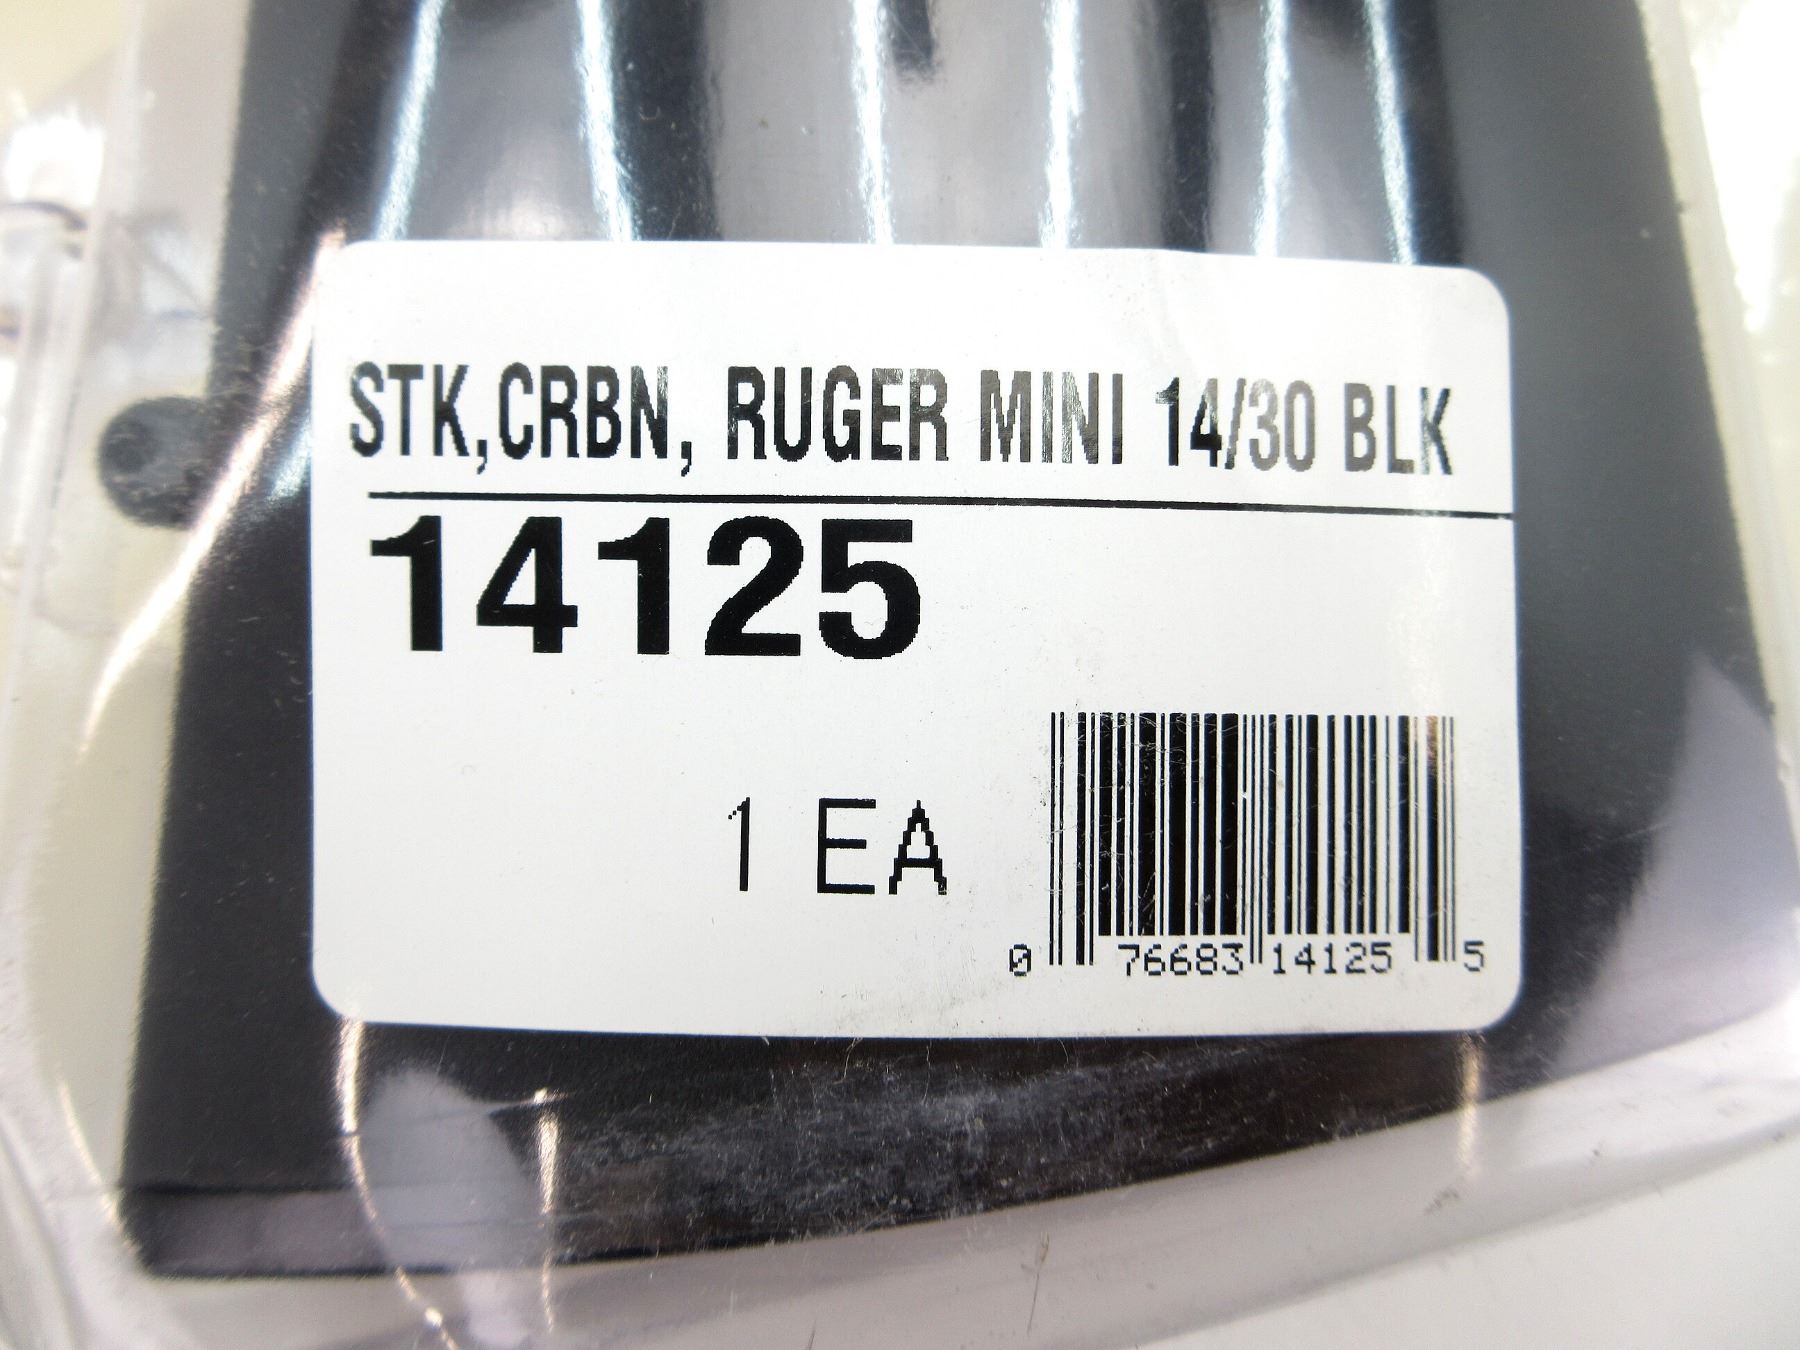 STK,CRBN, RUGER MINI 14/30 BLK
14125
1 EA
0 76683 14125 5